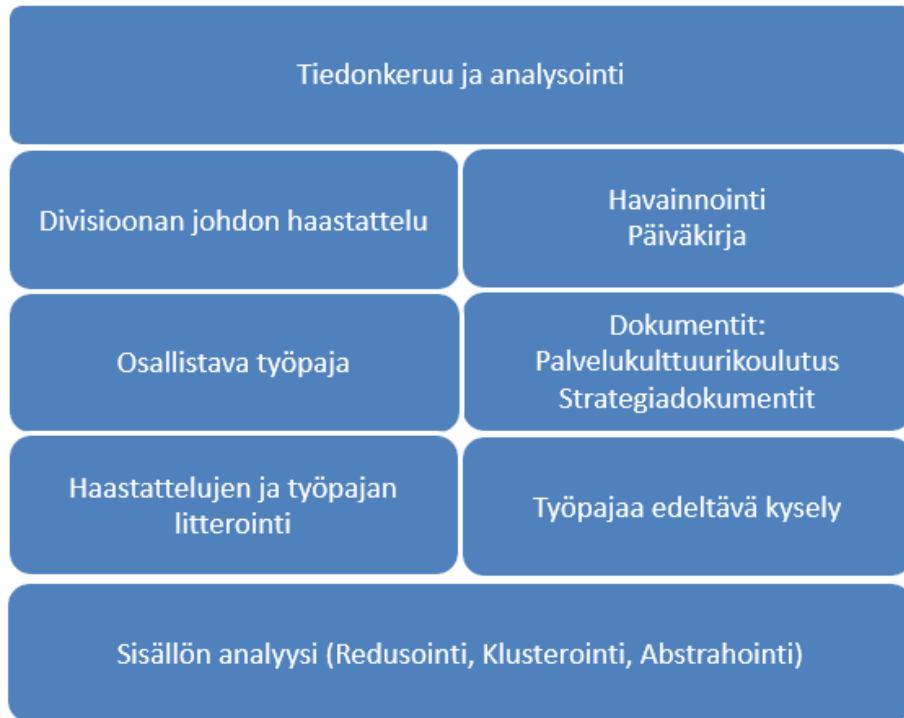 Tiedonkeruu ja analysointi
Divisioonan johdon haastattelu
Havainnointi
Päiväkirja
Osallistava työpaja
Dokumentit:
Palvelukulttuurikoulutus
Strategiadokumentit
Haastattelujen ja työpajan
litterointi
Työpajaa edeltävä kysely
Sisällön analyysi (Redusointi, Klusterointi, Abstrahointi)